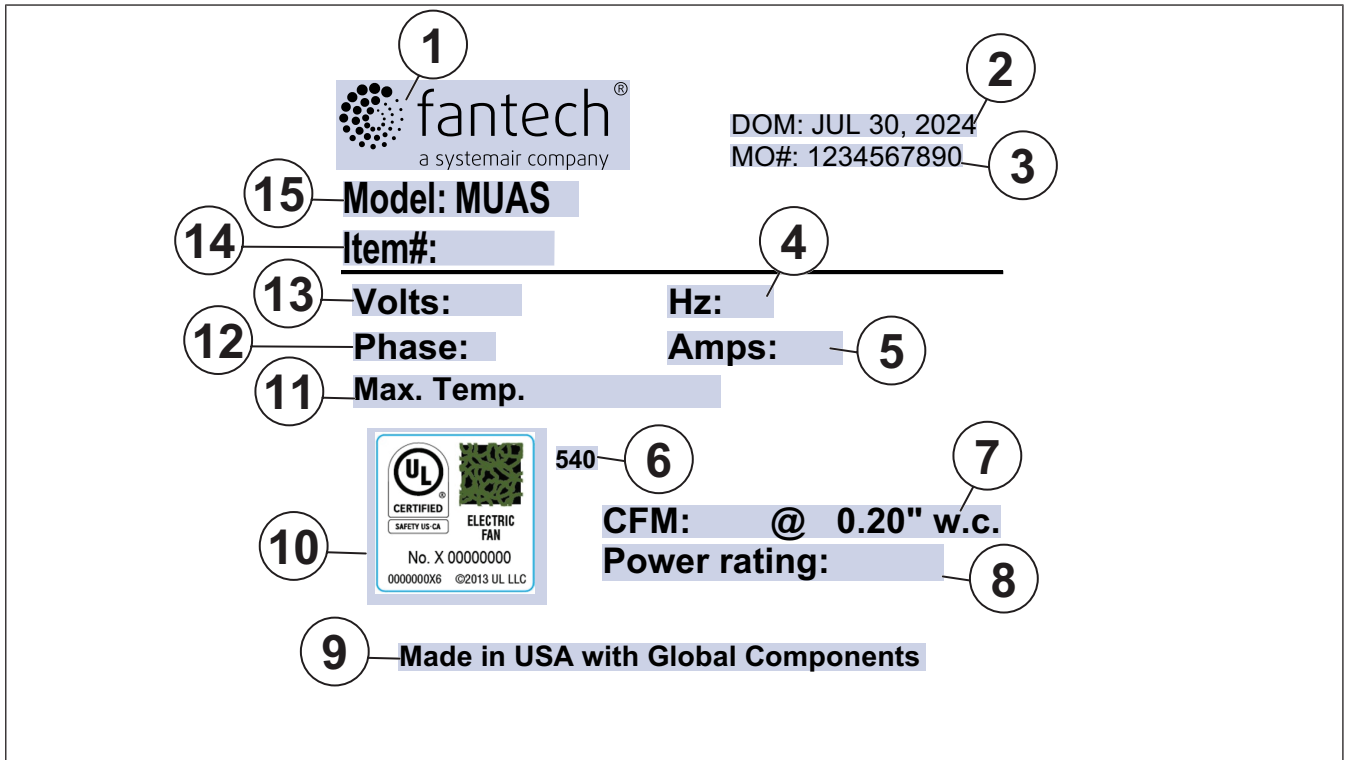 1
2
fantech®
a systemair company
DOM: JUL 30, 2024
MO#: 1234567890
3
15
Model: MUAS
14
Item#:
4
13
Volts:
Hz:
12
Phase:
Amps:
5
11
Max. Temp.
UL
®
CERTIFIED
SAFETY US-CA
ELECTRIC
FAN
No. X 00000000
0000000X6 ©2013 UL LLC
540
6
7
CFM: @ 0.20" w.c.
10
Power rating:
8
9
Made in USA with Global Components